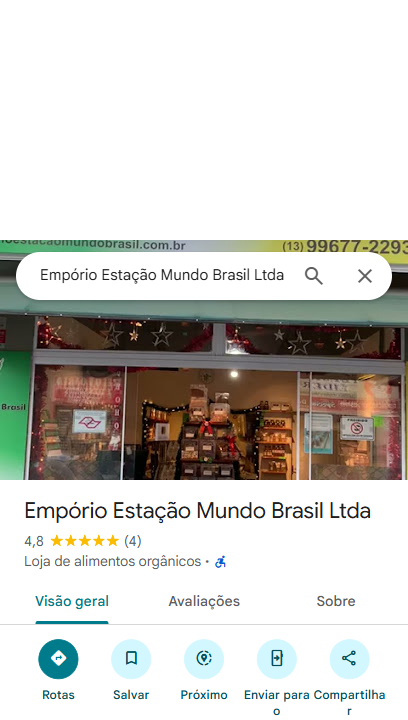 oestacaomundobrasil.com.br
(13) 99677-2293
Empório Estação Mundo Brasil Ltda
Brasil
Empório Estação Mundo Brasil Ltda
4,8 (4)
Loja de alimentos orgânicos ·
Visão geral Avaliações Sobre
Rotas Salvar Próximo Enviar para o Compartilhar